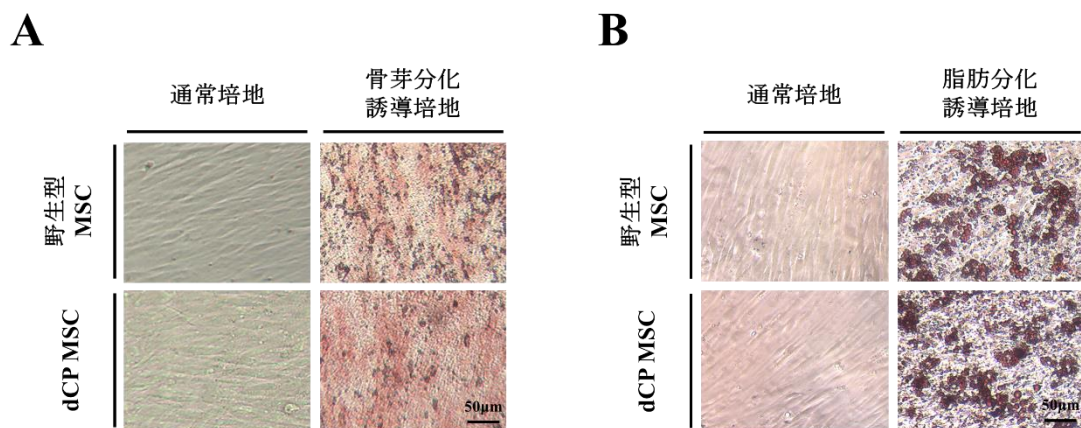 A
通常培地
骨芽分化
誘導培地
野生型
MSC
dCP MSC
50μm
B
通常培地
脂肪分化
誘導培地
野生型
MSC
dCP MSC
50μm